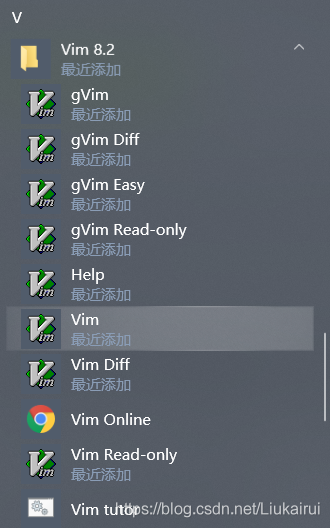 V
Vim 8.2
最近添加
gVim
最近添加
gVim Diff
最近添加
gVim Easy
最近添加
gVim Read-only
最近添加
Help
最近添加
Vim
最近添加
Vim Diff
最近添加
Vim Online
Vim Read-only
最近添加
Vim tutor
https://blog.csdn.net/Liukairui